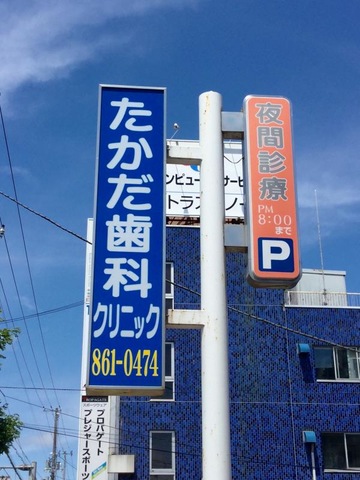 たかだ歯科
クリニック
861-0474
夜間診療
PM
8:00
まで
P
プロバゲート
プレジャースポーツ